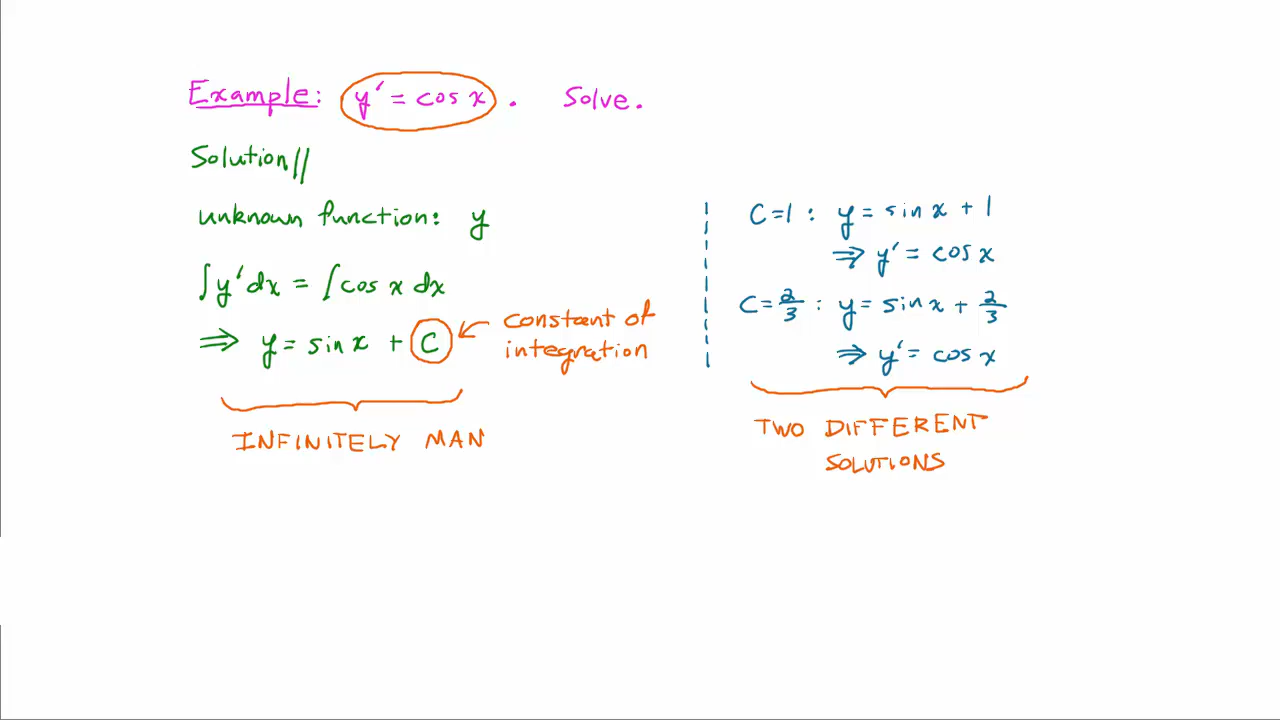 Example: y' = cos x . Solve.
Solution//
unknown function: y
∫y'dx = ∫cos x dx
⇒ y = sin x + C
constant of
integration
INFINITELY MAN
C=1 : y = sin x + 1
⇒ y' = cos x
C=2/3 : y = sin x + 2/3
⇒ y' = cos x
TWO DIFFERENT
SOLUTIONS